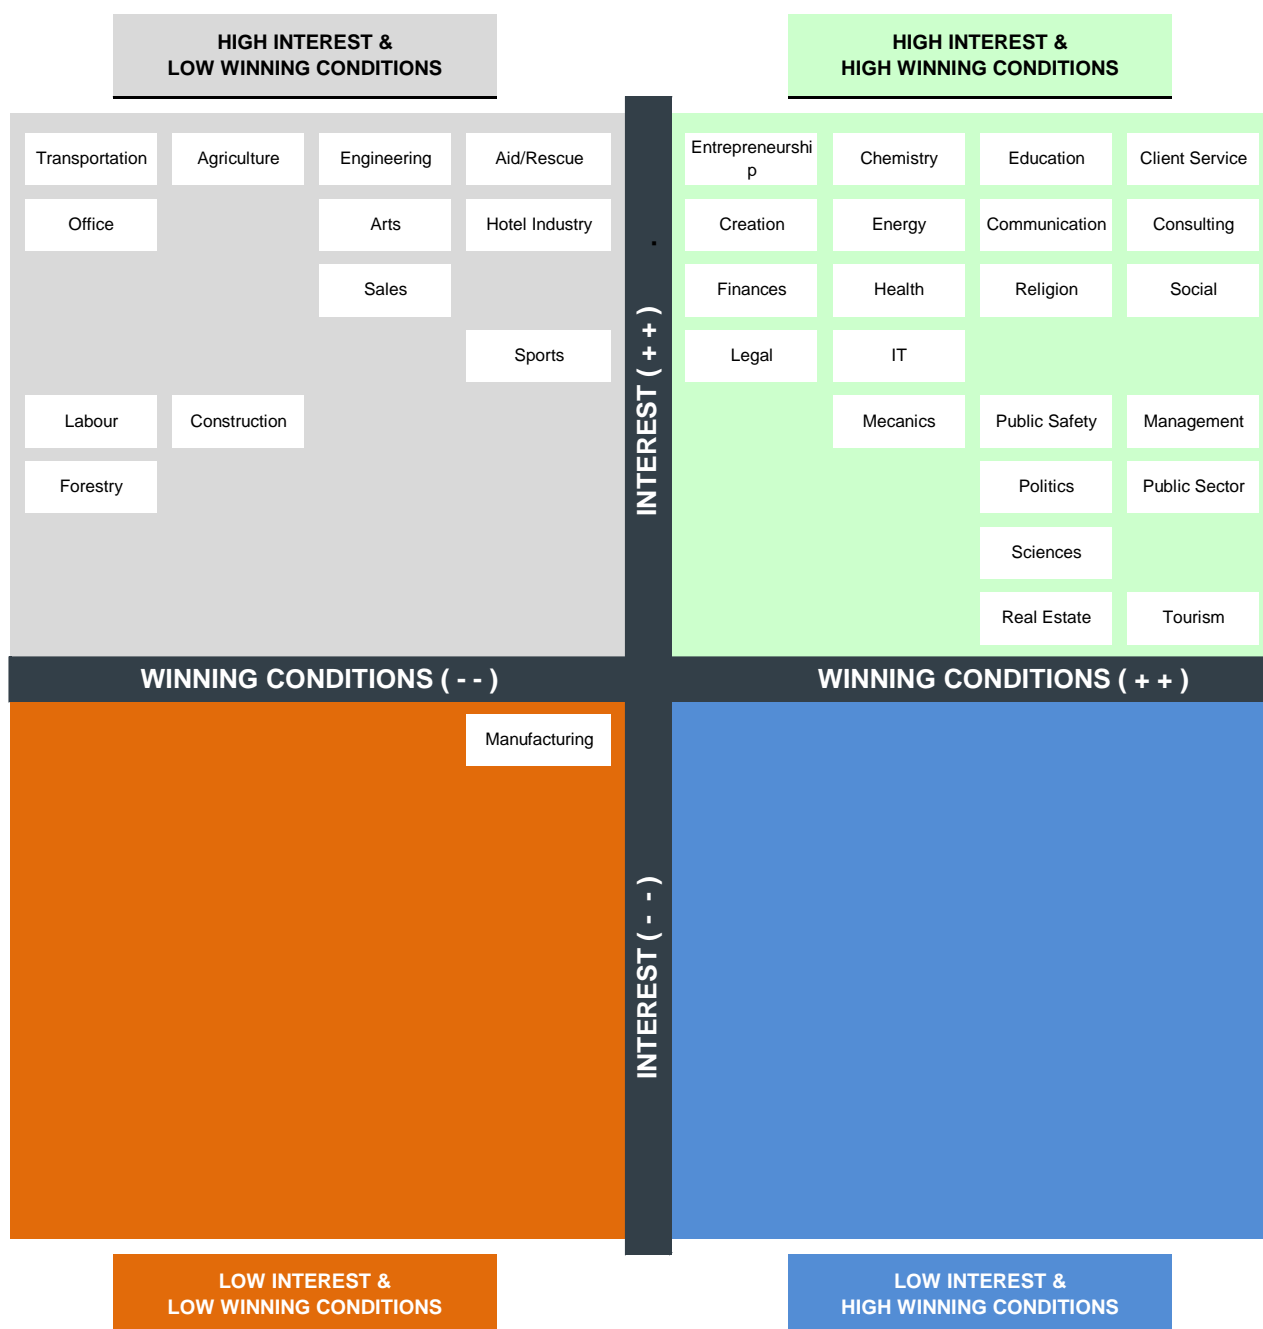 HIGH INTEREST &
LOW WINNING CONDITIONS
HIGH INTEREST &
HIGH WINNING CONDITIONS
Transportation
Agriculture
Engineering
Aid/Rescue
Office
Arts
Hotel Industry
Sales
Sports
Labour
Construction
Forestry
INTEREST ( + + )
Entrepreneurshi
p
Chemistry
Education
Client Service
Creation
Energy
Communication
Consulting
.
Finances
Health
Religion
Social
Legal
IT
Mecanics
Public Safety
Management
Politics
Public Sector
Sciences
Real Estate
Tourism
WINNING CONDITIONS ( - - )
WINNING CONDITIONS ( + + )
Manufacturing
INTEREST ( - - )
LOW INTEREST &
LOW WINNING CONDITIONS
LOW INTEREST &
HIGH WINNING CONDITIONS